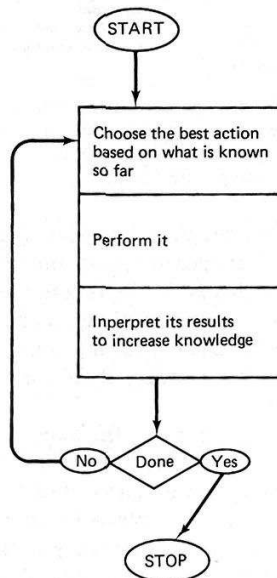 START
Choose the best action
based on what is known
so far
Perform it
Inperpret its results
to increase knowledge
No
Done
Yes
STOP